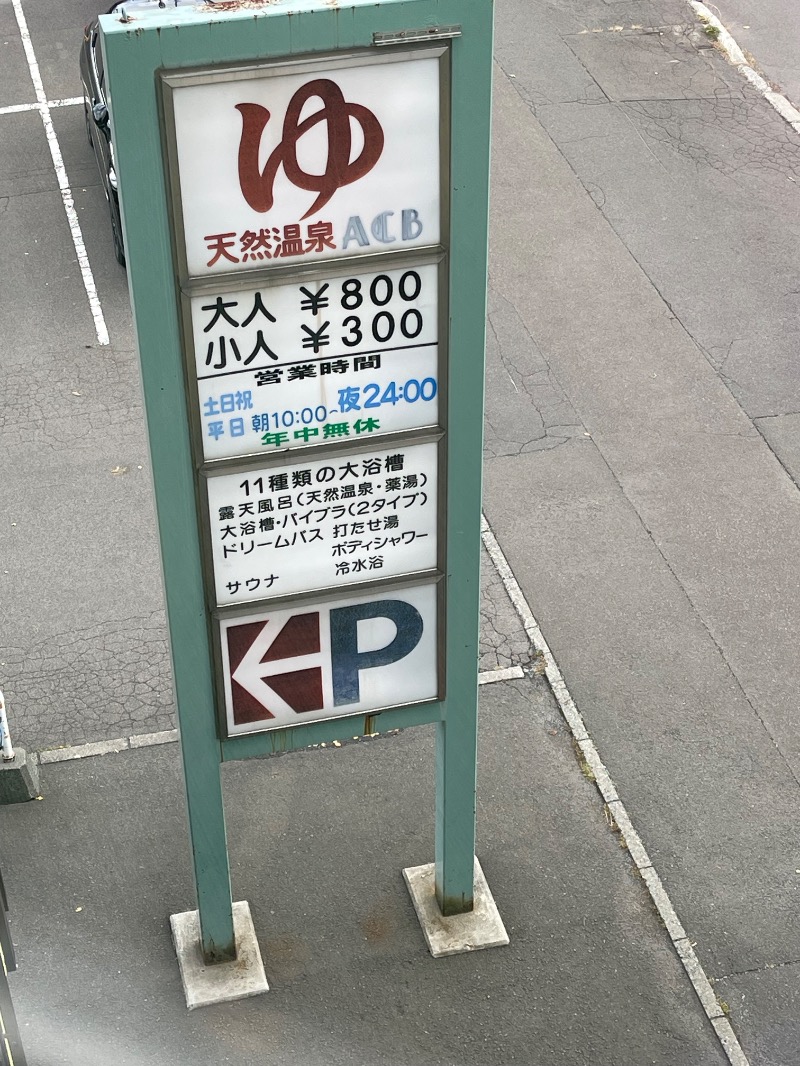 ゆ
天然温泉 ACB
大人 ¥800
小人 ¥300
営業時間
土日祝
平日 朝10:00~夜24:00
年中無休
11種類の大浴槽
露天風呂(天然温泉・薬湯)
大浴槽・バイブラ(2タイプ)
ドリームバス 打たせ湯
ボディシャワー
サウナ 冷水浴
P